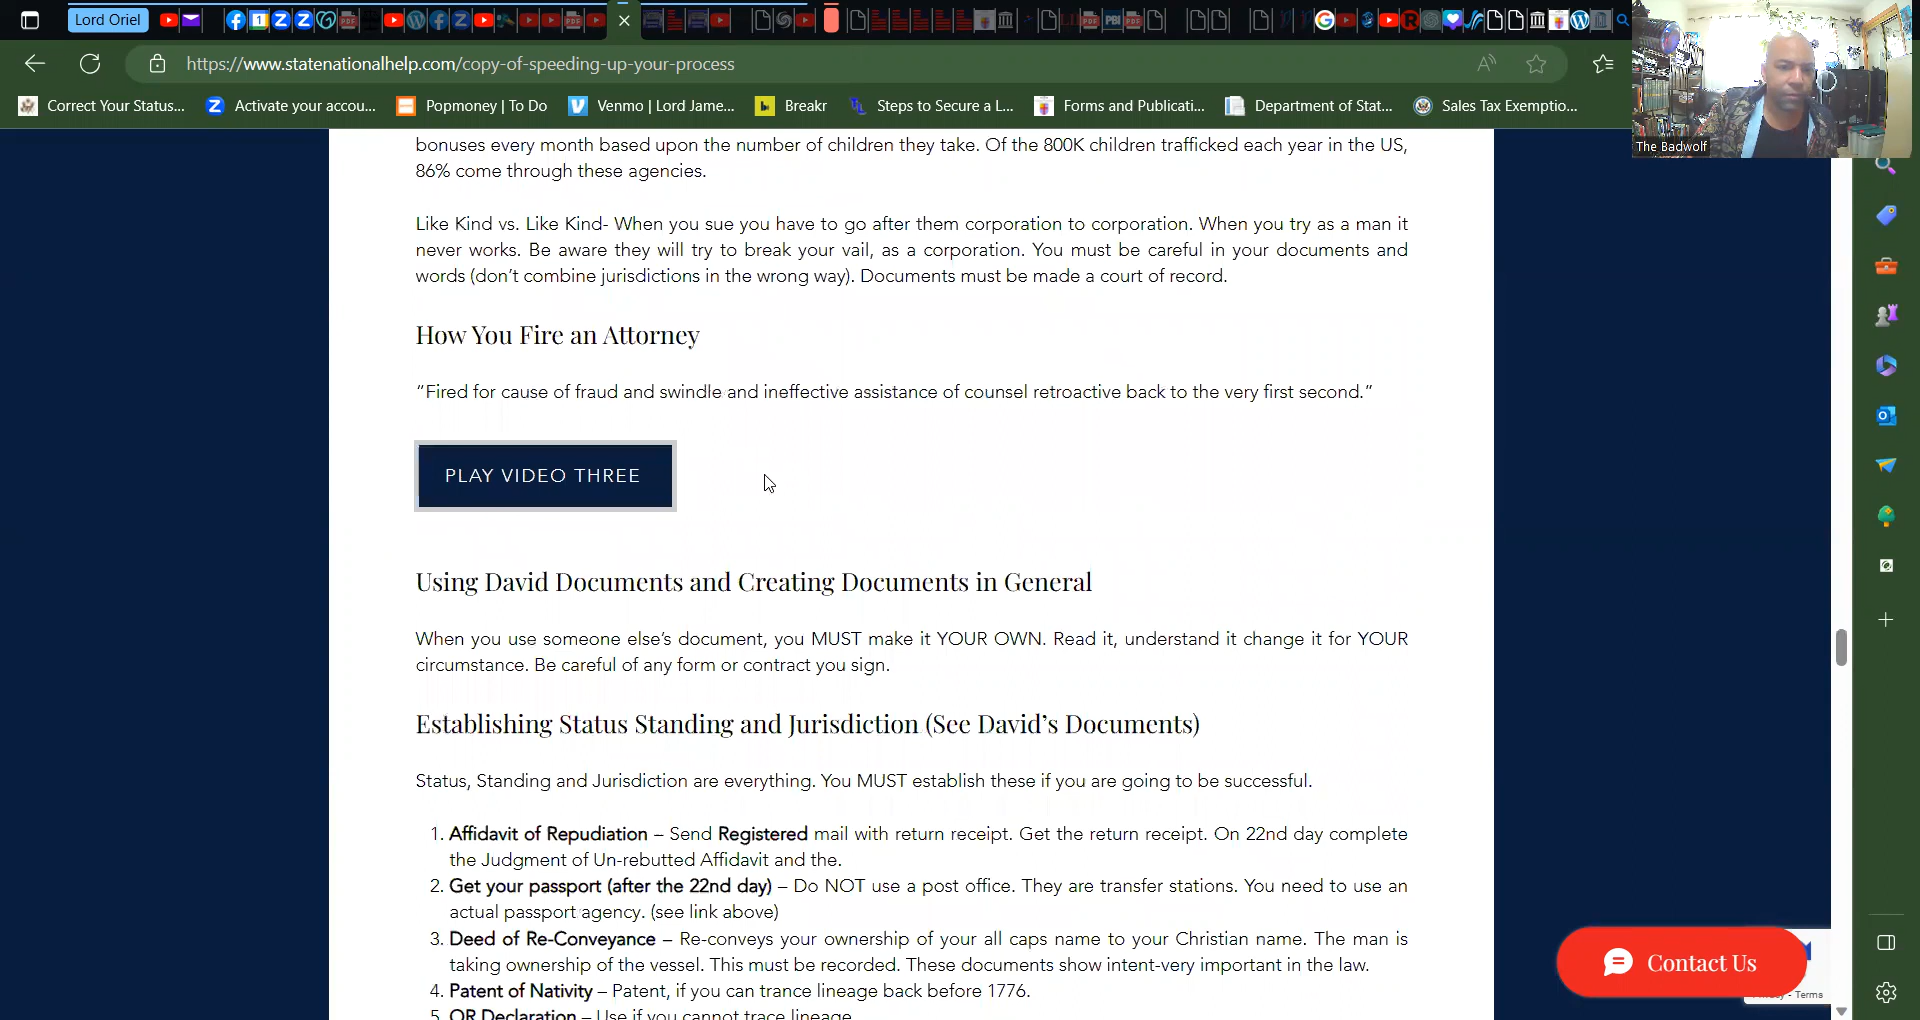 Lord Oriel
https://www.statenationalhelp.com/copy-of-speeding-up-your-process
Correct Your Status...
Activate your accou...
Popmoney | To Do
Venmo | Lord Jame...
Breakr
Steps to Secure a L...
Forms and Publicati...
Department of Stat...
Sales Tax Exemptio...
The Badwolf
bonuses every month based upon the number of children they take. Of the 800K children trafficked each year in the US,
86% come through these agencies.
Like Kind vs. Like Kind- When you sue you have to go after them corporation to corporation. When you try as a man it
never works. Be aware they will try to break your vail, as a corporation. You must be careful in your documents and
words (don't combine jurisdictions in the wrong way). Documents must be made a court of record.
How You Fire an Attorney
"Fired for cause of fraud and swindle and ineffective assistance of counsel retroactive back to the very first second."
PLAY VIDEO THREE
Using David Documents and Creating Documents in General
When you use someone else's document, you MUST make it YOUR OWN. Read it, understand it change it for YOUR
circumstance. Be careful of any form or contract you sign.
Establishing Status Standing and Jurisdiction (See David's Documents)
Status, Standing and Jurisdiction are everything. You MUST establish these if you are going to be successful.
1. Affidavit of Repudiation – Send Registered mail with return receipt. Get the return receipt. On 22nd day complete
the Judgment of Un-rebutted Affidavit and the.
2. Get your passport (after the 22nd day) – Do NOT use a post office. They are transfer stations. You need to use an
actual passport agency. (see link above)
3. Deed of Re-Conveyance – Re-conveys your ownership of your all caps name to your Christian name. The man is
taking ownership of the vessel. This must be recorded. These documents show intent-very important in the law.
4. Patent of Nativity – Patent, if you can trance lineage back before 1776.
5. OR Declaration – Use if you cannot trace lineage
Contact Us
- Terms